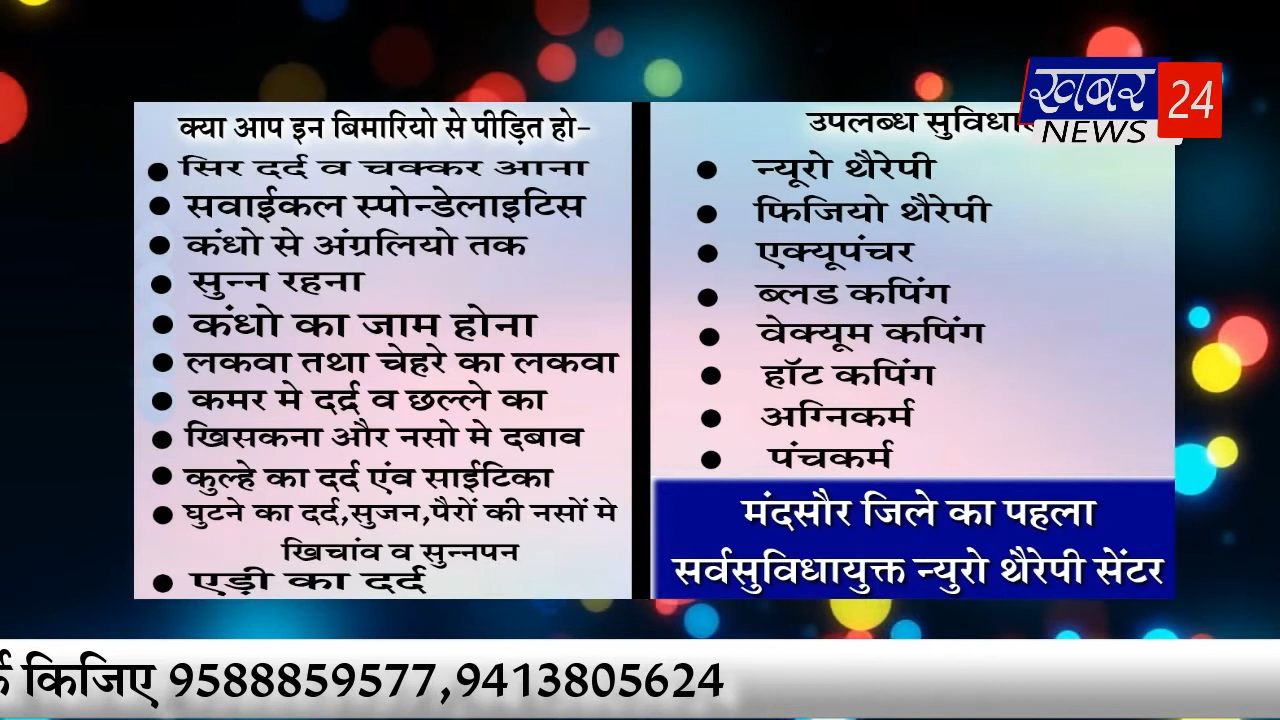 क्या आप इन बिमारियो से पीड़ित हो-
सिर दर्द व चक्कर आना
सवाईकल स्पोन्डेलाइटिस
कंधो से अंग्रलियो तक
सुन्न रहना
कंधो का जाम होना
लकवा तथा चेहरे का लकवा
कमर मे दर्द्र व छल्ले का
खिसकना और नसो मे दबाव
कुल्हे का दर्द एंव साईटिका
घुटने का दर्द,सुजन,पैरों की नसों मे
खिचांव व सुन्नपन
एड़ी का दर्द
उपलब्ध
न्यूरो थैरेपी
फिजियो थैरेपी
एक्यूपंचर
ब्लड कपिंग
वेक्यूम कपिंग
हॉट कपिंग
अग्निकर्म
पंचकर्म
मंदसौर जिले का पहला
सर्वसुविधायुक्त न्युरो थैरेपी सेंटर
खबर 24
NEWS
किजिए 9588859577,9413805624